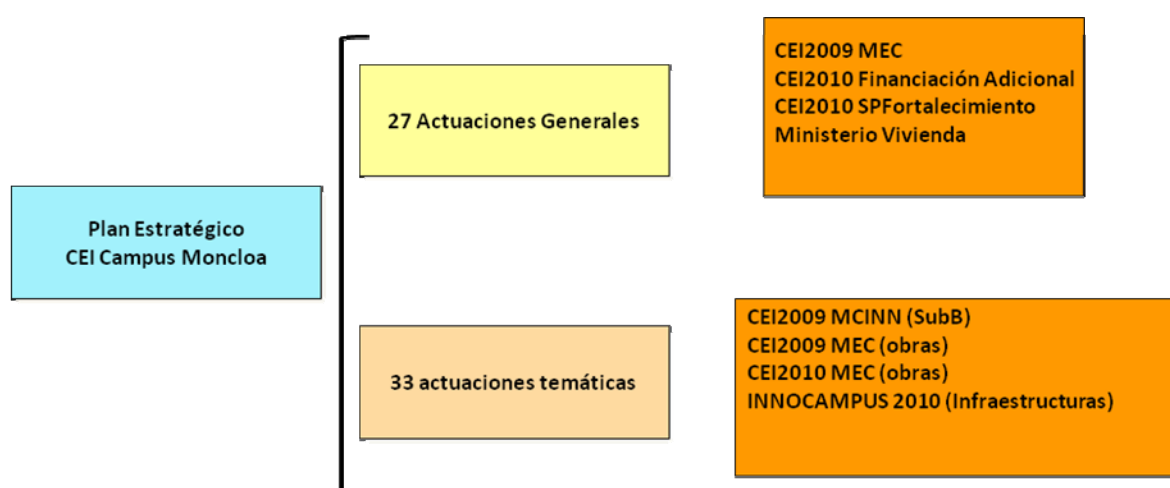 Plan Estratégico
CEI Campus Moncloa
27 Actuaciones Generales
CEI2009 MEC
CEI2010 Financiación Adicional
CEI2010 SPFortalecimiento
Ministerio Vivienda
33 actuaciones temáticas
CEI2009 MCINN (SubB)
CEI2009 MEC (obras)
CEI2010 MEC (obras)
INNOCAMPUS 2010 (Infraestructuras)